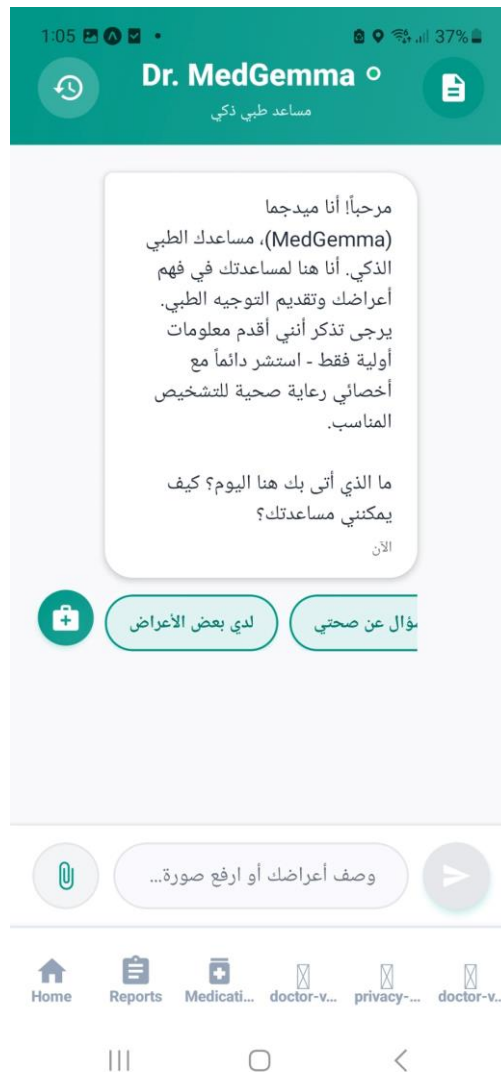 1:05
37%
Dr. MedGemma
مساعد طبي ذكي
مرحباً! أنا ميدجما
(MedGemma)، مساعدك الطبي
الذكي. أنا هنا لمساعدتك في فهم
أعراضك وتقديم التوجيه الطبي.
يرجى تذكر أنني أقدم معلومات
أولية فقط - استشر دائماً مع
أخصائي رعاية صحية للتشخيص
المناسب.
ما الذي أتى بك هنا اليوم؟ كيف
يمكنني مساعدتك؟
الآن
لدي بعض الأعراض
ؤال عن صحتي
وصف أعراضك أو ارفع صورة...
Home
Reports
Medicati...
doctor-v...
privacy-...
doctor-v...